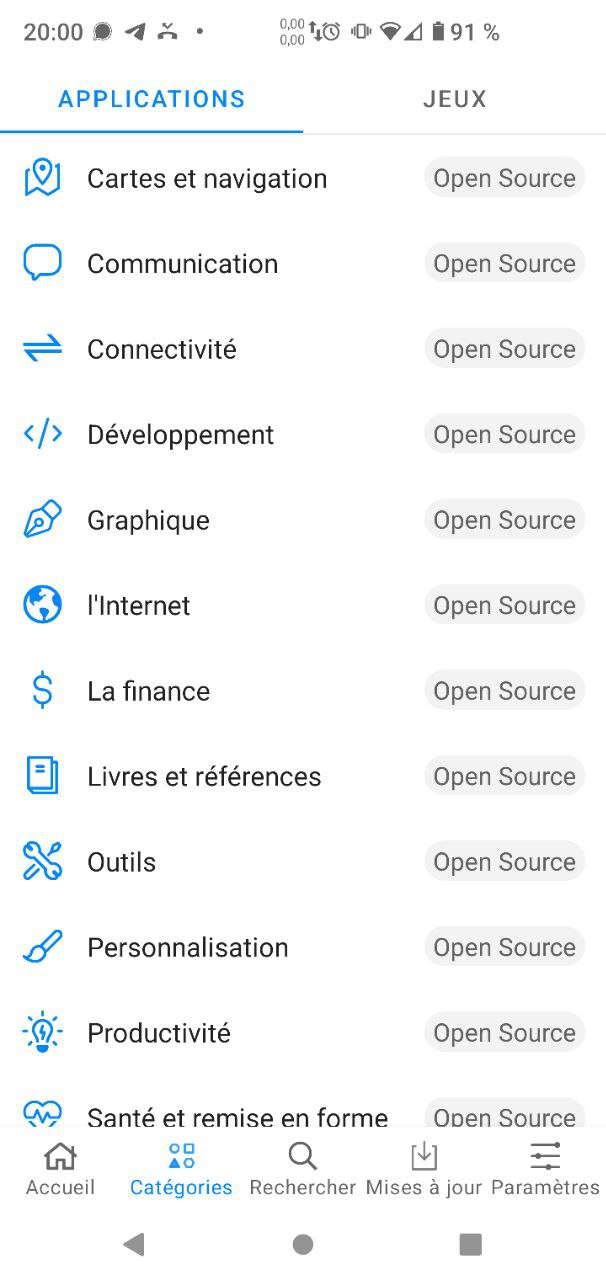 20:00
0,00
0,00
91 %
APPLICATIONS JEUX
Cartes et navigation Open Source
Communication Open Source
Connectivité Open Source
Développement Open Source
Graphique Open Source
l'Internet Open Source
La finance Open Source
Livres et références Open Source
Outils Open Source
Personnalisation Open Source
Productivité Open Source
Santé et remise en forme Open Source
Accueil Catégories Rechercher Mises à jour Paramètres